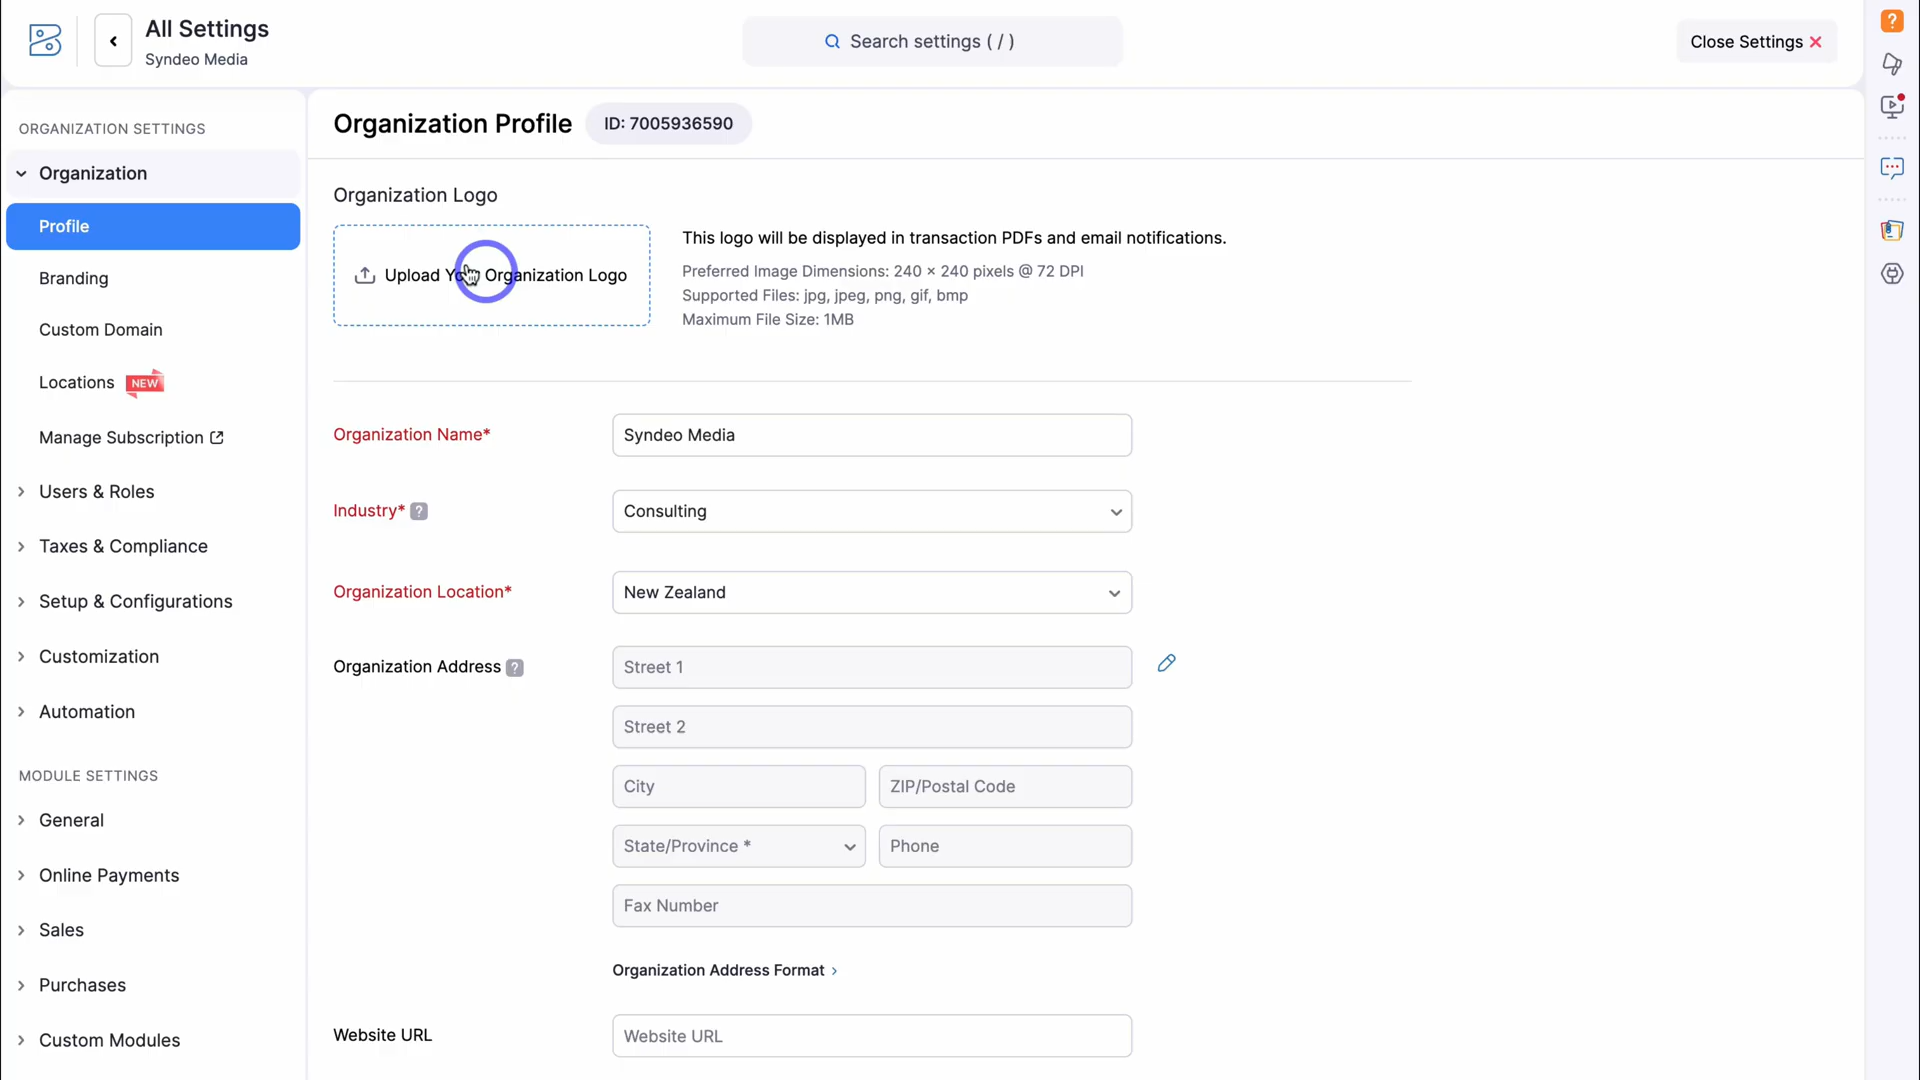 All Settings
Syndeo Media
Search settings ( / )
Close Settings
ORGANIZATION SETTINGS
Organization
Profile
Branding
Custom Domain
Locations NEW
Manage Subscription
Users & Roles
Taxes & Compliance
Setup & Configurations
Customization
Automation
MODULE SETTINGS
General
Online Payments
Sales
Purchases
Custom Modules
Organization Profile ID: 7005936590
Organization Logo
Upload Your Organization Logo
This logo will be displayed in transaction PDFs and email notifications.
Preferred Image Dimensions: 240 × 240 pixels @ 72 DPI
Supported Files: jpg, jpeg, png, gif, bmp
Maximum File Size: 1MB
Organization Name* Syndeo Media
Industry* ? Consulting
Organization Location* New Zealand
Organization Address ? Street 1
Street 2
City ZIP/Postal Code
State/Province * Phone
Fax Number
Organization Address Format
Website URL Website URL
?